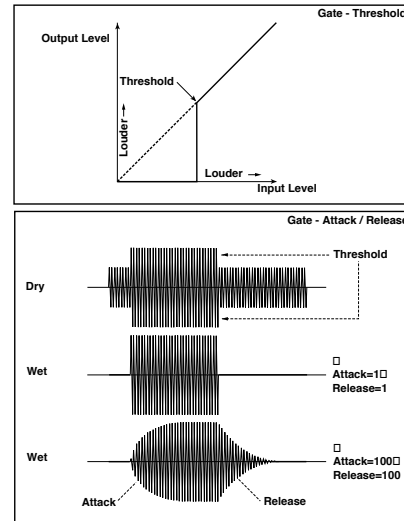 Gate - Threshold
Output Level
Threshold
Louder
Louder
Input Level
Gate - Attack / Release
Threshold
Dry
Wet
Attack=1
Release=1
Wet
Attack=100
Release=100
Attack
Release